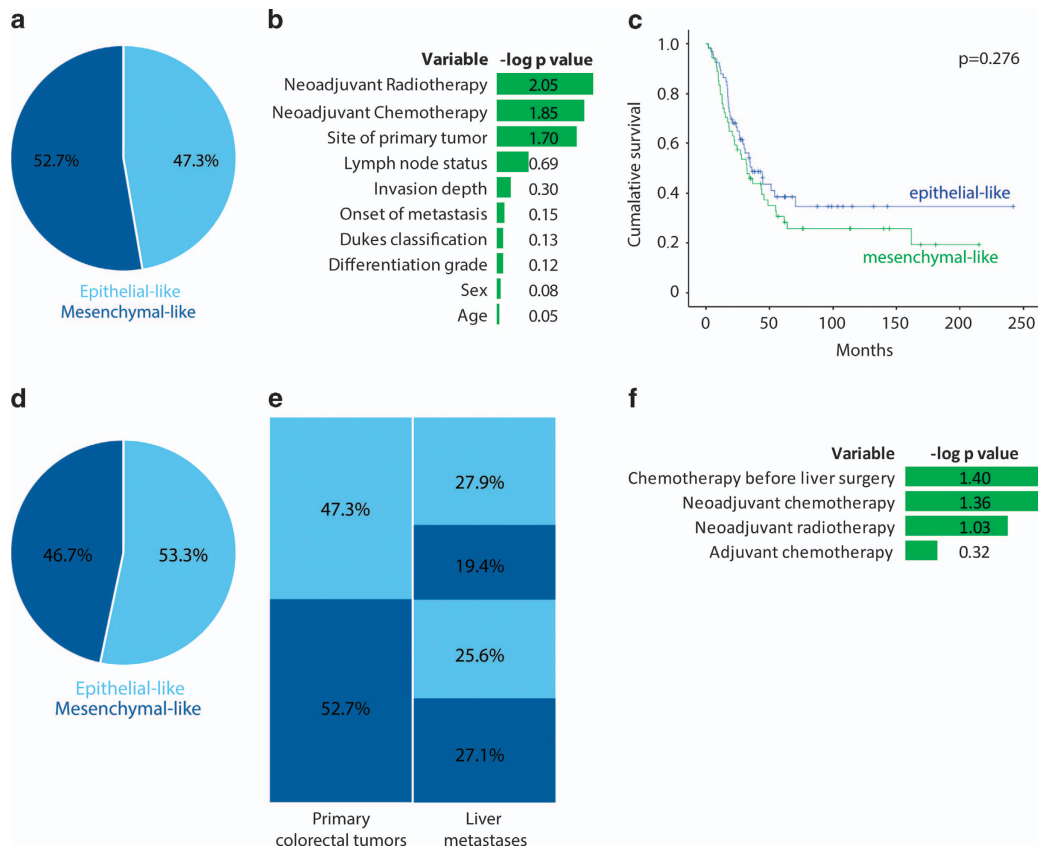 a
52.7%
47.3%
Epithelial-like
Mesenchymal-like
b
Variable -log p value
Neoadjuvant Radiotherapy 2.05
Neoadjuvant Chemotherapy 1.85
Site of primary tumor 1.70
Lymph node status 0.69
Invasion depth 0.30
Onset of metastasis 0.15
Dukes classification 0.13
Differentiation grade 0.12
Sex 0.08
Age 0.05
c
Cumalative survival
1.0
0.8
0.6
0.4
0.2
0
p=0.276
epithelial-like
mesenchymal-like
0 50 100 150 200 250
Months
d
46.7%
53.3%
Epithelial-like
Mesenchymal-like
e
47.3%
52.7%
27.9%
19.4%
25.6%
27.1%
Primary
colorectal tumors
Liver
metastases
f
Variable -log p value
Chemotherapy before liver surgery 1.40
Neoadjuvant chemotherapy 1.36
Neoadjuvant radiotherapy 1.03
Adjuvant chemotherapy 0.32